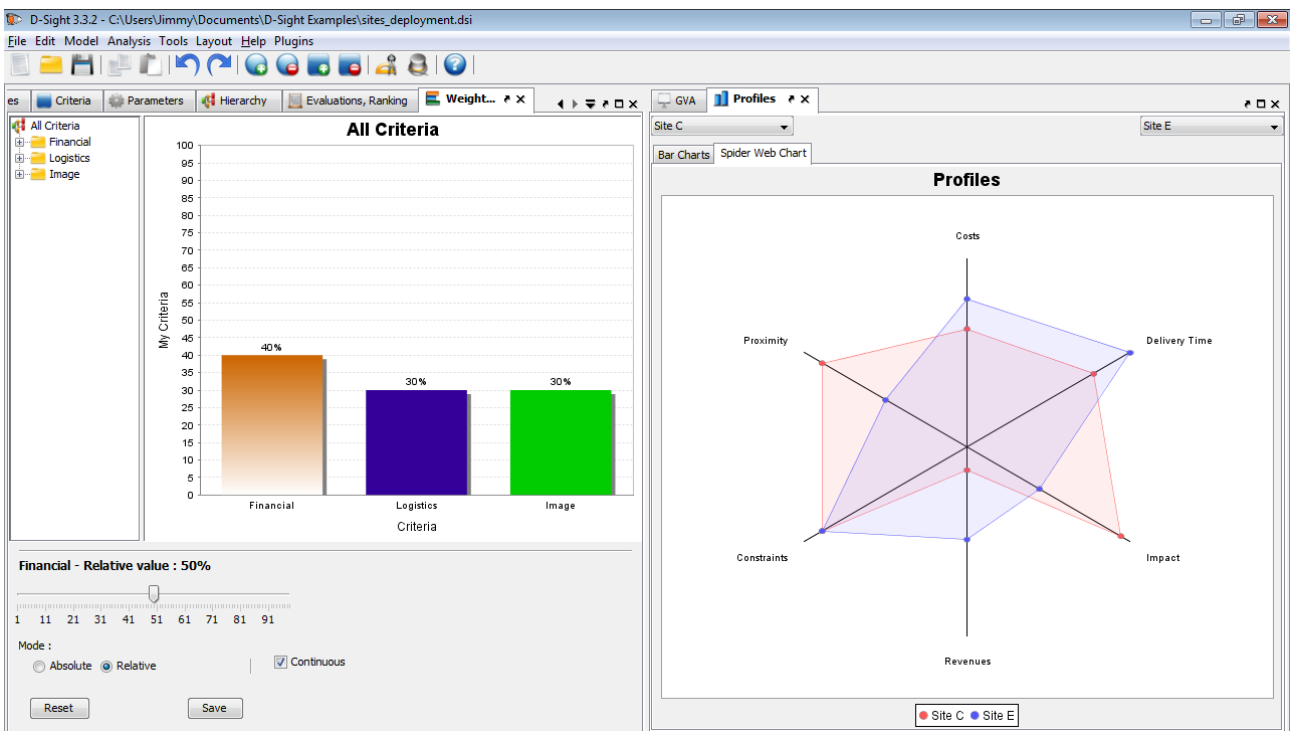 D-Sight 3.3.2 - C:\Users\Jimmy\Documents\D-Sight Examples\sites_deployment.dsi
File Edit Model Analysis Tools Layout Help Plugins
es Criteria Parameters Hierarchy Evaluations, Ranking Weight...
GVA Profiles
All Criteria
Financial
Logistics
Image
All Criteria
100
95
90
85
80
75
70
65
60
55
50
45
40
35
30
25
20
15
10
5
0
My Criteria
40%
30%
30%
Financial Logistics Image
Criteria
Financial - Relative value : 50%
1 11 21 31 41 51 61 71 81 91
Mode :
Absolute Relative Continuous
Reset Save
Site C Site E
Bar Charts Spider Web Chart
Profiles
Costs
Proximity Delivery Time
Constraints Impact
Revenues
Site C Site E